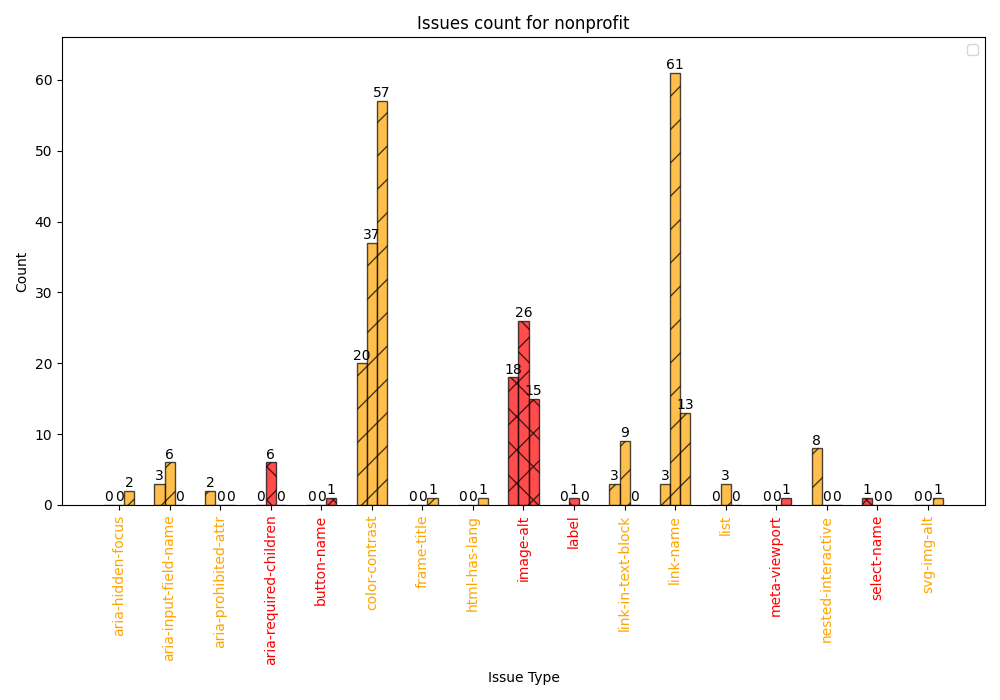 Issues count for nonprofit
Count
60
50
40
30
20
10
0
0 0 2
3 6 0
2 0 0
0 6 0
0 0 1
20 37 57
0 0 1
0 0 1
18 26 15
0 1 0
3 9 0
3 61 13
0 3 0
0 0 1
8 0 0
1 0 0
0 0 1
aria-hidden-focus
aria-input-field-name
aria-prohibited-attr
aria-required-children
button-name
color-contrast
frame-title
html-has-lang
image-alt
label
link-in-text-block
link-name
list
meta-viewport
nested-interactive
select-name
svg-img-alt
Issue Type